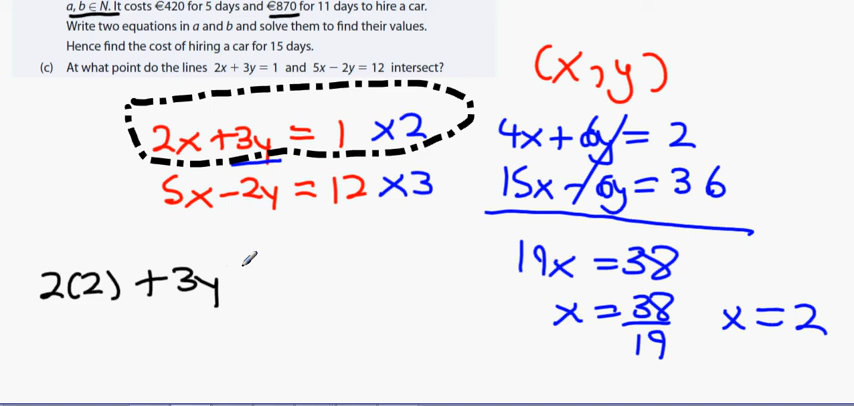 a, b ∈ N. It costs €420 for 5 days and €870 for 11 days to hire a car.
Write two equations in a and b and solve them to find their values.
Hence find the cost of hiring a car for 15 days.
(c) At what point do the lines 2x + 3y = 1 and 5x − 2y = 12 intersect?
(x, y)
2x + 3y = 1 x2
5x − 2y = 12 x3
4x + 6y = 2
15x − 6y = 36
19x = 38
x = 38/19 x = 2
2(2) + 3y